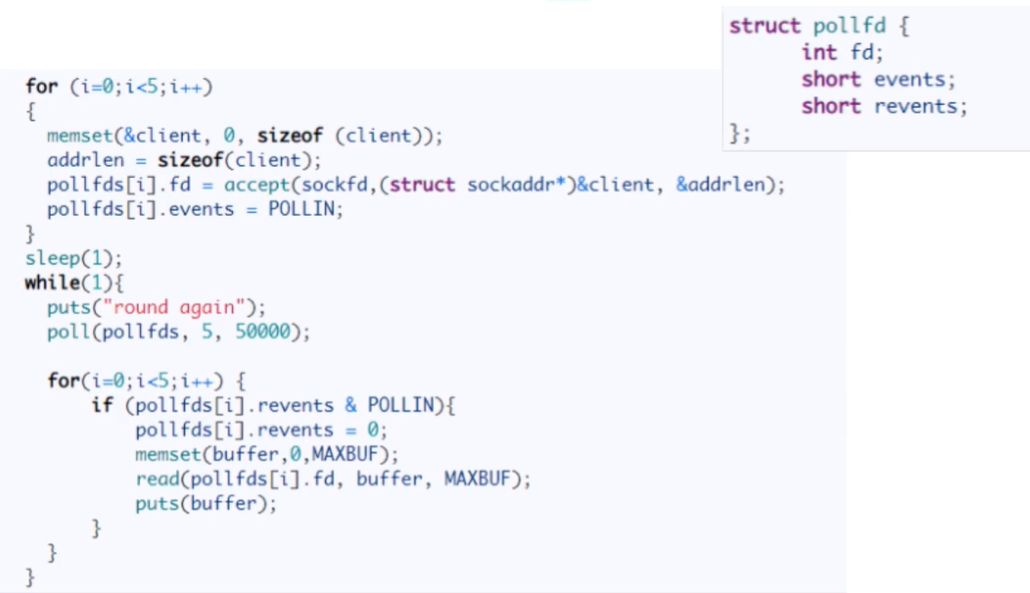 struct pollfd {
int fd;
short events;
short revents;
};
for (i=0;i<5;i++)
{
memset(&client, 0, sizeof (client));
addrlen = sizeof(client);
pollfds[i].fd = accept(sockfd,(struct sockaddr*)&client, &addrlen);
pollfds[i].events = POLLIN;
}
sleep(1);
while(1){
puts("round again");
poll(pollfds, 5, 50000);
for(i=0;i<5;i++) {
if (pollfds[i].revents & POLLIN){
pollfds[i].revents = 0;
memset(buffer,0,MAXBUF);
read(pollfds[i].fd, buffer, MAXBUF);
puts(buffer);
}
}
}